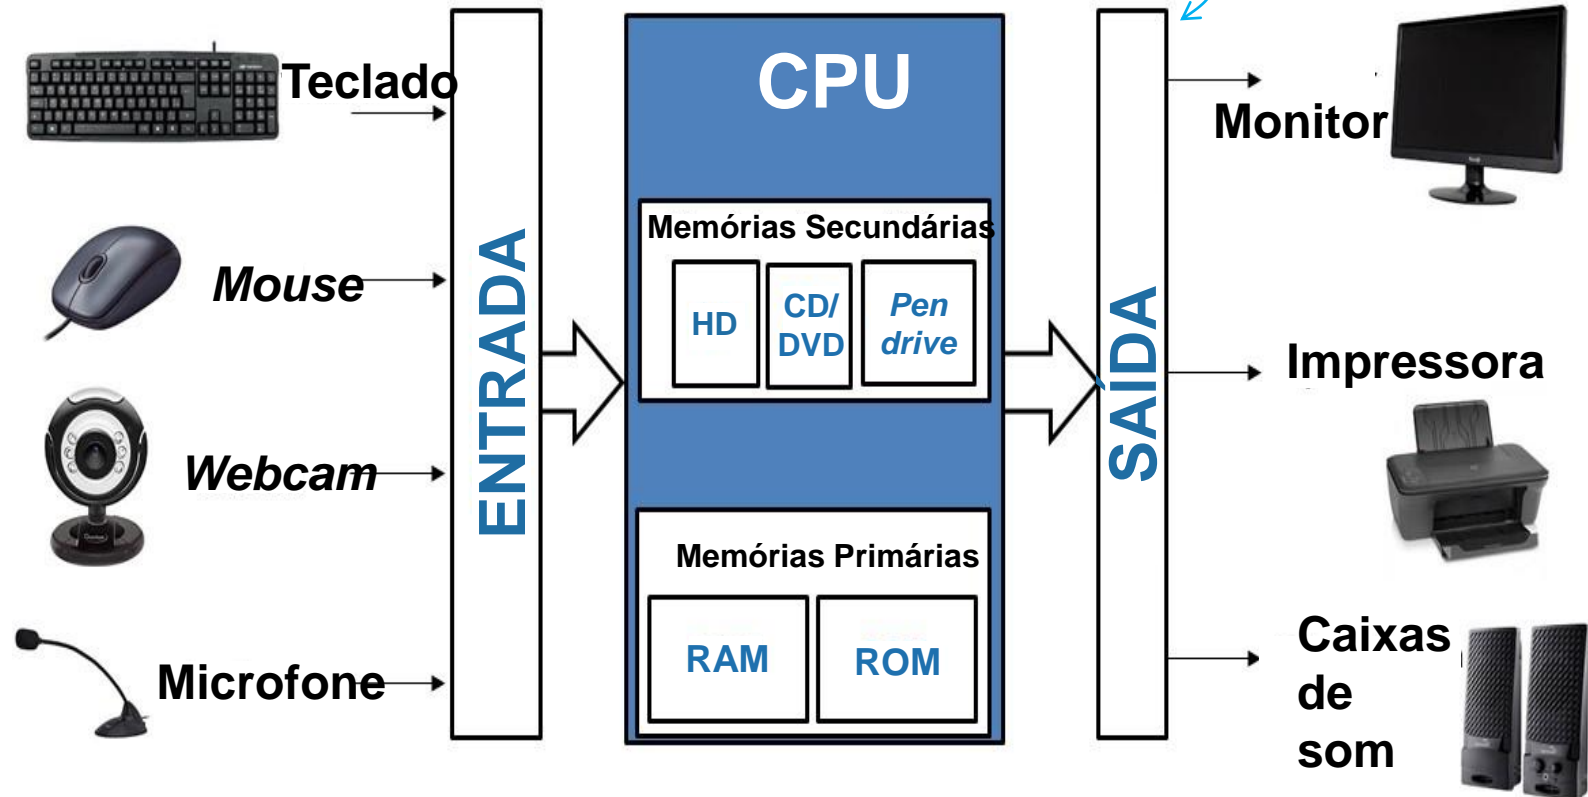 Teclado
Mouse
Webcam
Microfone
ENTRADA
CPU
Memórias Secundárias
HD
CD/
DVD
Pen
drive
Memórias Primárias
RAM
ROM
SAÍDA
Monitor
Impressora
Caixas
de
som